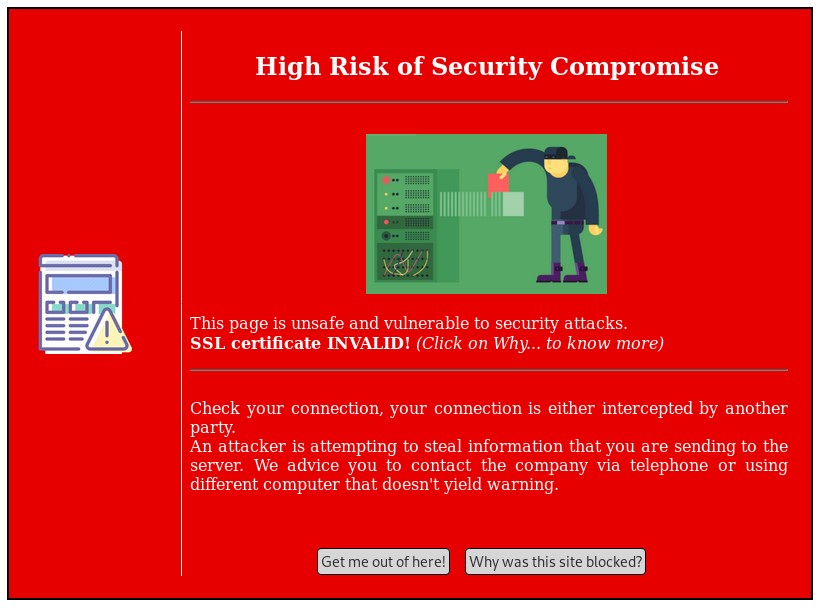 High Risk of Security Compromise
This page is unsafe and vulnerable to security attacks.
SSL certificate INVALID! (Click on Why... to know more)
Check your connection, your connection is either intercepted by another
party.
An attacker is attempting to steal information that you are sending to the
server. We advice you to contact the company via telephone or using
different computer that doesn't yield warning.
Get me out of here! Why was this site blocked?